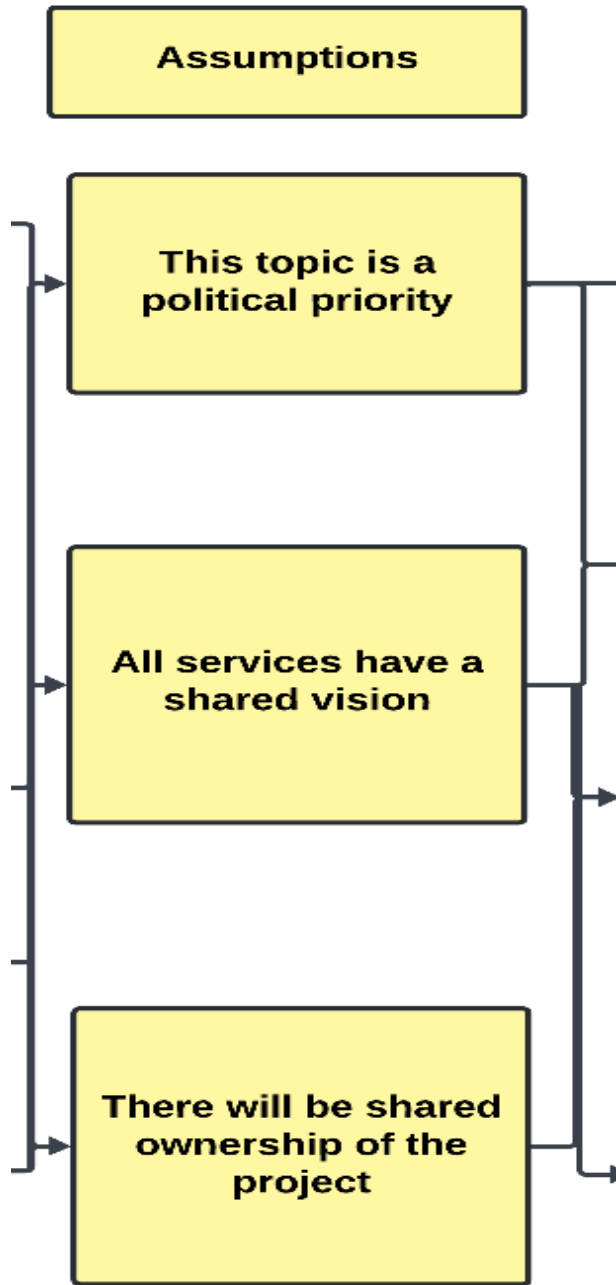 Assumptions
This topic is a
political priority
All services have a
shared vision
There will be shared
ownership of the
project